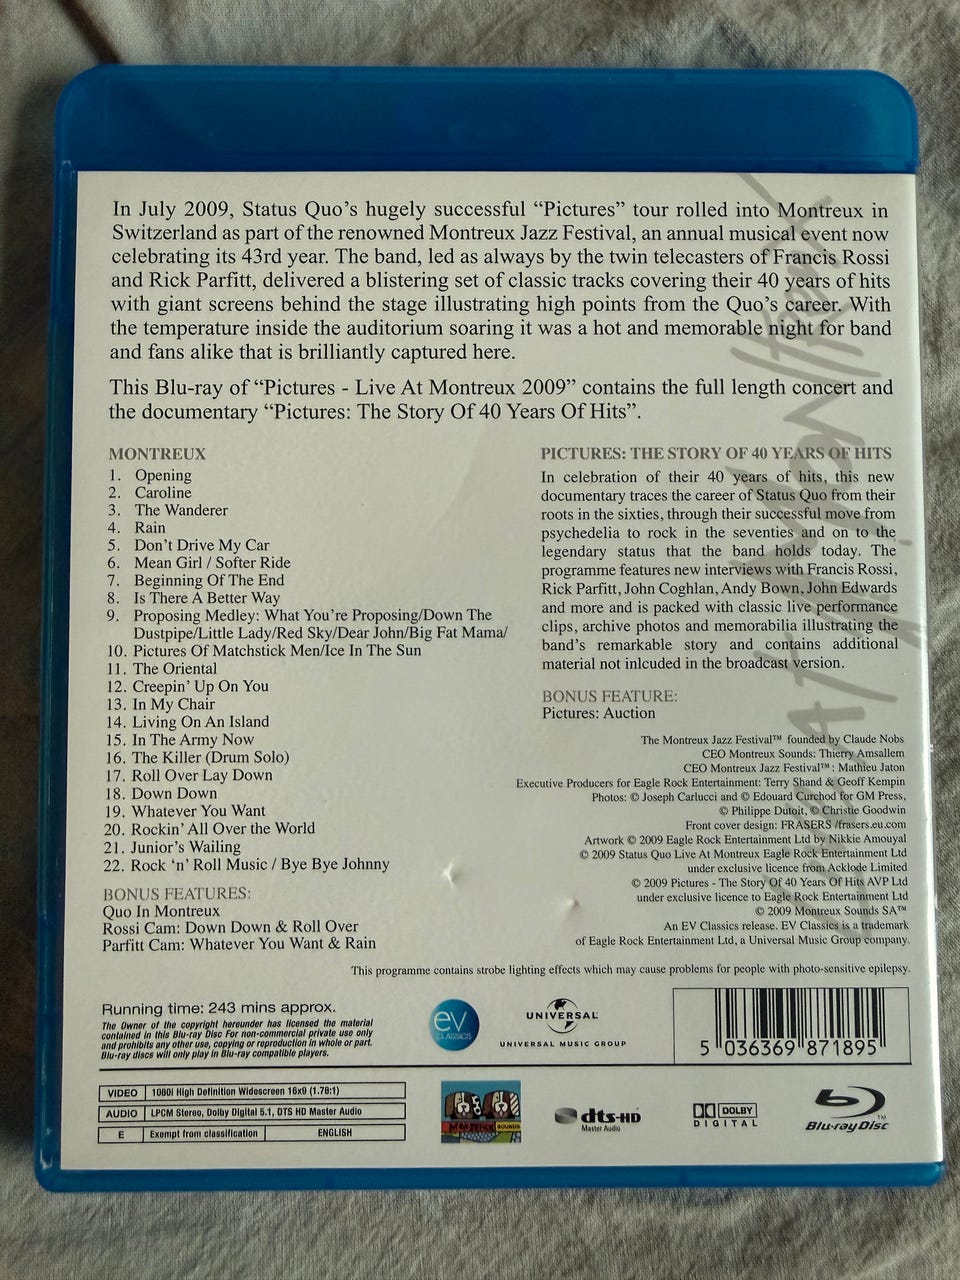 In July 2009, Status Quo's hugely successful “Pictures” tour rolled into Montreux in
Switzerland as part of the renowned Montreux Jazz Festival, an annual musical event now
celebrating its 43rd year. The band, led as always by the twin telecasters of Francis Rossi
and Rick Parfitt, delivered a blistering set of classic tracks covering their 40 years of hits
with giant screens behind the stage illustrating high points from the Quo's career. With
the temperature inside the auditorium soaring it was a hot and memorable night for band
and fans alike that is brilliantly captured here.
This Blu-ray of “Pictures - Live At Montreux 2009” contains the full length concert and
the documentary “Pictures: The Story Of 40 Years Of Hits”.
MONTREUX
1. Opening
2. Caroline
3. The Wanderer
4. Rain
5. Don't Drive My Car
6. Mean Girl / Softer Ride
7. Beginning Of The End
8. Is There A Better Way
9. Proposing Medley: What You're Proposing/Down The
Dustpipe/Little Lady/Red Sky/Dear John/Big Fat Mama/
10. Pictures Of Matchstick Men/Ice In The Sun
11. The Oriental
12. Creepin' Up On You
13. In My Chair
14. Living On An Island
15. In The Army Now
16. The Killer (Drum Solo)
17. Roll Over Lay Down
18. Down Down
19. Whatever You Want
20. Rockin' All Over the World
21. Junior's Wailing
22. Rock 'n' Roll Music / Bye Bye Johnny
BONUS FEATURES:
Quo In Montreux
Rossi Cam: Down Down & Roll Over
Parfitt Cam: Whatever You Want & Rain
PICTURES: THE STORY OF 40 YEARS OF HITS
In celebration of their 40 years of hits, this new
documentary traces the career of Status Quo from their
roots in the sixties, through their successful move from
psychedelia to rock in the seventies and on to the
legendary status that the band holds today. The
programme features new interviews with Francis Rossi,
Rick Parfitt, John Coghlan, Andy Bown, John Edwards
and more and is packed with classic live performance
clips, archive photos and memorabilia illustrating the
band's remarkable story and contains additional
material not inlcuded in the broadcast version.
BONUS FEATURE:
Pictures: Auction
The Montreux Jazz Festival™ founded by Claude Nobs
CEO Montreux Sounds: Thierry Amsallem
CEO Montreux Jazz Festival™: Mathieu Jaton
Executive Producers for Eagle Rock Entertainment: Terry Shand & Geoff Kempin
Photos: © Joseph Carlucci and © Edouard Curchod for GM Press,
© Philippe Dutoit, © Christie Goodwin
Front cover design: FRASERS /frasers.eu.com
Artwork © 2009 Eagle Rock Entertainment Ltd by Nikkie Amouyal
© 2009 Status Quo Live At Montreux Eagle Rock Entertainment Ltd
under exclusive licence from Acklode Limited
© 2009 Pictures - The Story Of 40 Years Of Hits AVP Ltd
under exclusive licence to Eagle Rock Entertainment Ltd
© 2009 Montreux Sounds SA™
An EV Classics release. EV Classics is a trademark
of Eagle Rock Entertainment Ltd, a Universal Music Group company.
This programme contains strobe lighting effects which may cause problems for people with photo-sensitive epilepsy.
Running time: 243 mins approx.
The Owner of the copyright hereunder has licensed the material
contained in this Blu-ray Disc For non-commercial private use only
and prohibits any other use, copying or reproduction in whole or part.
Blu-ray discs will only play in Blu-ray compatible players.
ev
CLASSICS
UNIVERSAL
UNIVERSAL MUSIC GROUP
5 036369 871895
VIDEO 1080i High Definition Widescreen 16x9 (1.78:1)
AUDIO LPCM Stereo, Dolby Digital 5.1, DTS HD Master Audio
E Exempt from classification ENGLISH
MONTREUX SOUNDS
dts-HD
Master Audio
DOLBY
DIGITAL
Blu-ray Disc™